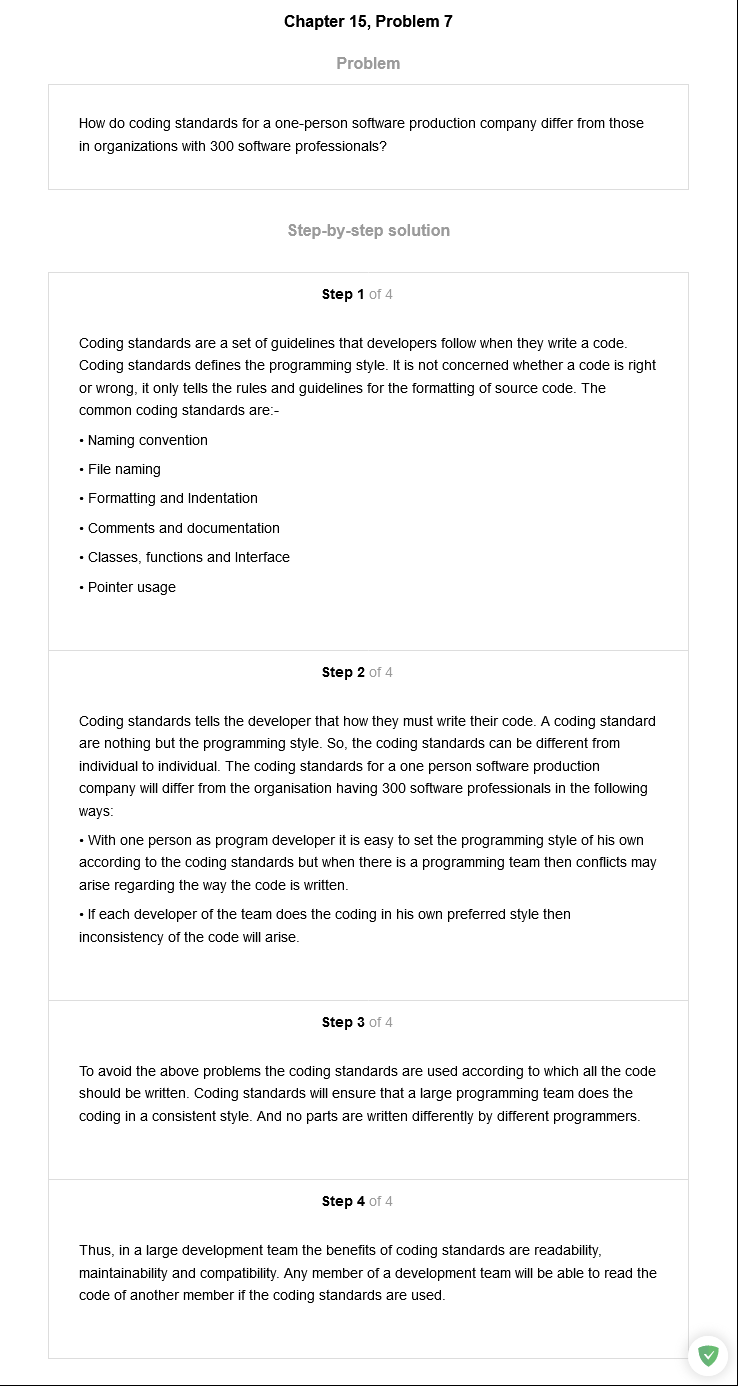 Chapter 15, Problem 7
Problem
How do coding standards for a one-person software production company differ from those
in organizations with 300 software professionals?
Step-by-step solution
Step 1 of 4
Coding standards are a set of guidelines that developers follow when they write a code.
Coding standards defines the programming style. It is not concerned whether a code is right
or wrong, it only tells the rules and guidelines for the formatting of source code. The
common coding standards are:-
• Naming convention
• File naming
• Formatting and Indentation
• Comments and documentation
• Classes, functions and Interface
• Pointer usage
Step 2 of 4
Coding standards tells the developer that how they must write their code. A coding standard
are nothing but the programming style. So, the coding standards can be different from
individual to individual. The coding standards for a one person software production
company will differ from the organisation having 300 software professionals in the following
ways:
• With one person as program developer it is easy to set the programming style of his own
according to the coding standards but when there is a programming team then conflicts may
arise regarding the way the code is written.
• If each developer of the team does the coding in his own preferred style then
inconsistency of the code will arise.
Step 3 of 4
To avoid the above problems the coding standards are used according to which all the code
should be written. Coding standards will ensure that a large programming team does the
coding in a consistent style. And no parts are written differently by different programmers.
Step 4 of 4
Thus, in a large development team the benefits of coding standards are readability,
maintainability and compatibility. Any member of a development team will be able to read the
code of another member if the coding standards are used.